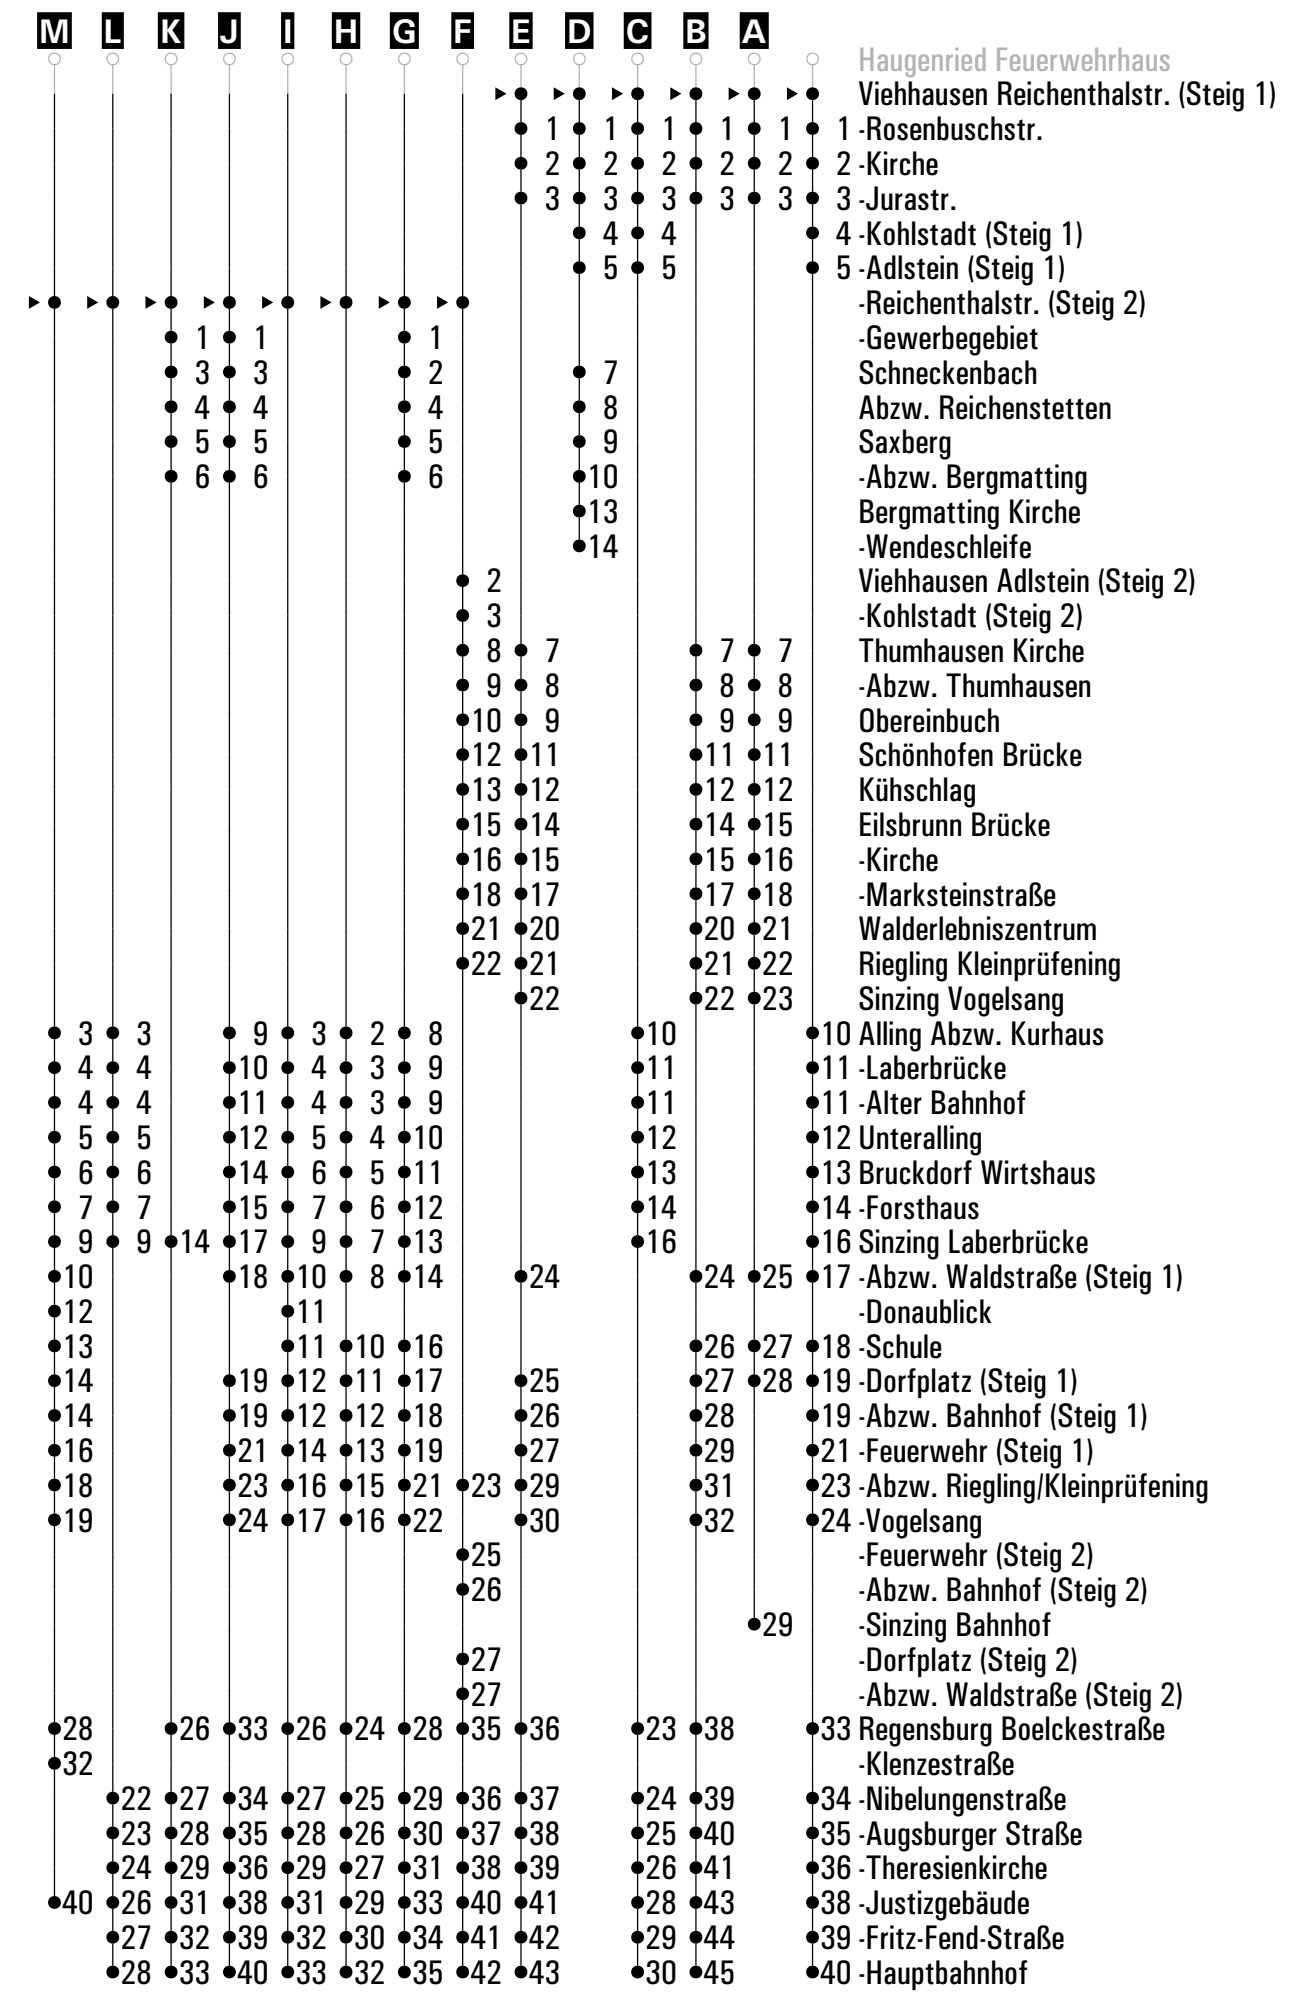 M L K J I H G F E D C B A
Haugenried Feuerwehrhaus
Viehhausen Reichenthalstr. (Steig 1)
1 1 1 1 1 1 -Rosenbuschstr.
2 2 2 2 2 2 -Kirche
3 3 3 3 3 3 -Jurastr.
4 4 4 -Kohlstadt (Steig 1)
5 5 5 -Adlstein (Steig 1)
-Reichenthalstr. (Steig 2)
1 1 1 -Gewerbegebiet
3 3 2 7 Schneckenbach
4 4 4 8 Abzw. Reichenstetten
5 5 5 9 Saxberg
6 6 6 10 -Abzw. Bergmatting
13 Bergmatting Kirche
14 -Wendeschleife
2 Viehhausen Adlstein (Steig 2)
3 -Kohlstadt (Steig 2)
8 7 7 7 Thumhausen Kirche
9 8 8 8 -Abzw. Thumhausen
10 9 9 9 Obereinbuch
12 11 11 11 Schönhofen Brücke
13 12 12 12 Kühschlag
15 14 14 15 Eilsbrunn Brücke
16 15 15 16 -Kirche
18 17 17 18 -Marksteinstraße
21 20 20 21 Walderlebniszentrum
22 21 21 22 Riegling Kleinprüfening
22 22 23 Sinzing Vogelsang
3 3 9 3 2 8 10 10 Alling Abzw. Kurhaus
4 4 10 4 3 9 11 11 -Laberbrücke
4 4 11 4 3 9 11 11 -Alter Bahnhof
5 5 12 5 4 10 12 12 Unteralling
6 6 14 6 5 11 13 13 Bruckdorf Wirtshaus
7 7 15 7 6 12 14 14 -Forsthaus
9 9 14 17 9 7 13 16 16 Sinzing Laberbrücke
10 18 10 8 14 24 24 25 17 -Abzw. Waldstraße (Steig 1)
12 11 -Donaublick
13 11 10 16 26 27 18 -Schule
14 19 12 11 17 25 27 28 19 -Dorfplatz (Steig 1)
14 19 12 12 18 26 28 19 -Abzw. Bahnhof (Steig 1)
16 21 14 13 19 27 29 21 -Feuerwehr (Steig 1)
18 23 16 15 21 23 29 31 23 -Abzw. Riegling/Kleinprüfening
19 24 17 16 22 30 32 24 -Vogelsang
25 -Feuerwehr (Steig 2)
26 -Abzw. Bahnhof (Steig 2)
29 -Sinzing Bahnhof
27 -Dorfplatz (Steig 2)
27 -Abzw. Waldstraße (Steig 2)
28 26 33 26 24 28 35 36 23 38 33 Regensburg Boelckestraße
32 -Klenzestraße
22 27 34 27 25 29 36 37 24 39 34 -Nibelungenstraße
23 28 35 28 26 30 37 38 25 40 35 -Augsburger Straße
24 29 36 29 27 31 38 39 26 41 36 -Theresienkirche
40 26 31 38 31 29 33 40 41 28 43 38 -Justizgebäude
27 32 39 32 30 34 41 42 29 44 39 -Fritz-Fend-Straße
28 33 40 33 32 35 42 43 30 45 40 -Hauptbahnhof